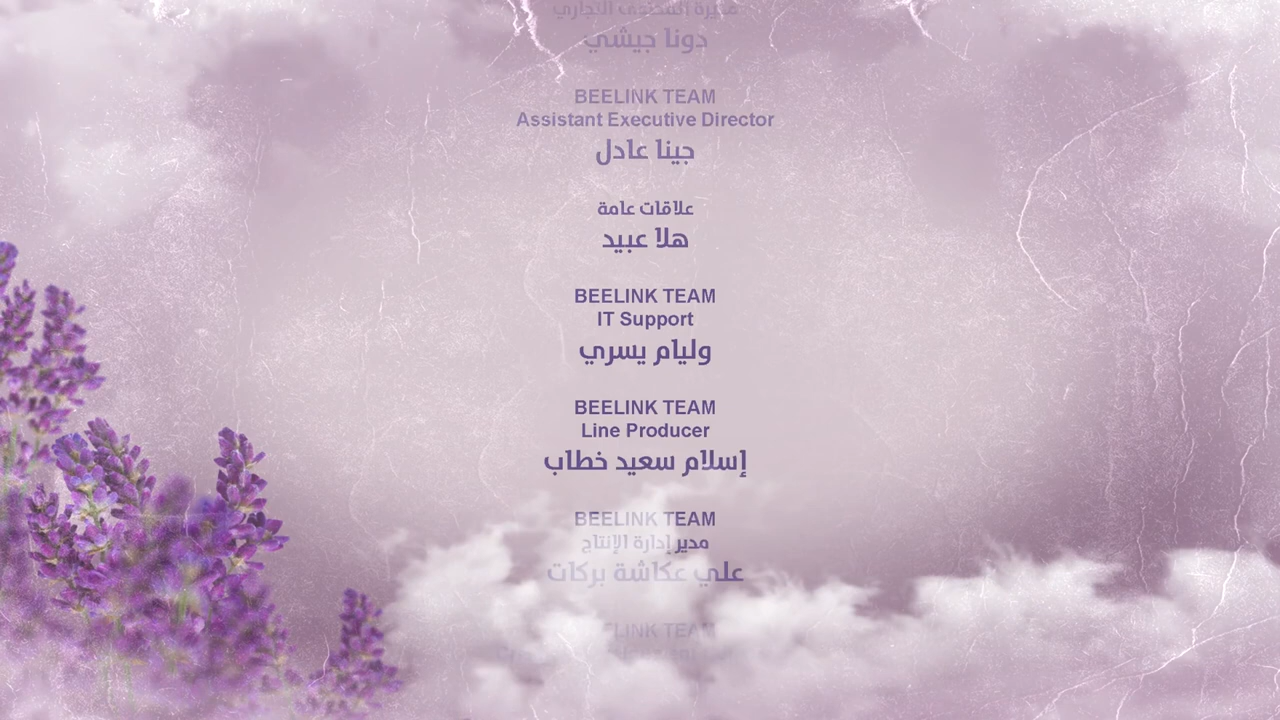 دونا جيشي
BEELINK TEAM
Assistant Executive Director
جينا عادل
علاقات عامة
هلا عبيد
BEELINK TEAM
IT Support
وليام يسري
BEELINK TEAM
Line Producer
إسلام سعيد خطاب
BEELINK TEAM
مدير إدارة الإنتاج
علي عكاشة بركات
TEAM